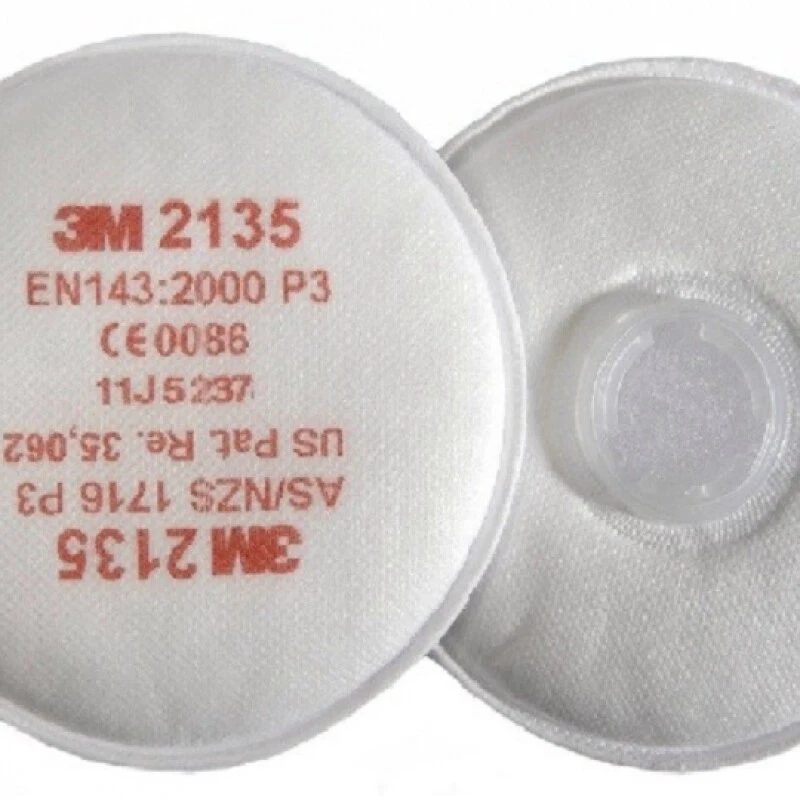 3M 2135
EN143:2000 P3
CE0086
11J5237
US Pat. Re. 35,062
AS/NZS 1716 P3
3M 2135